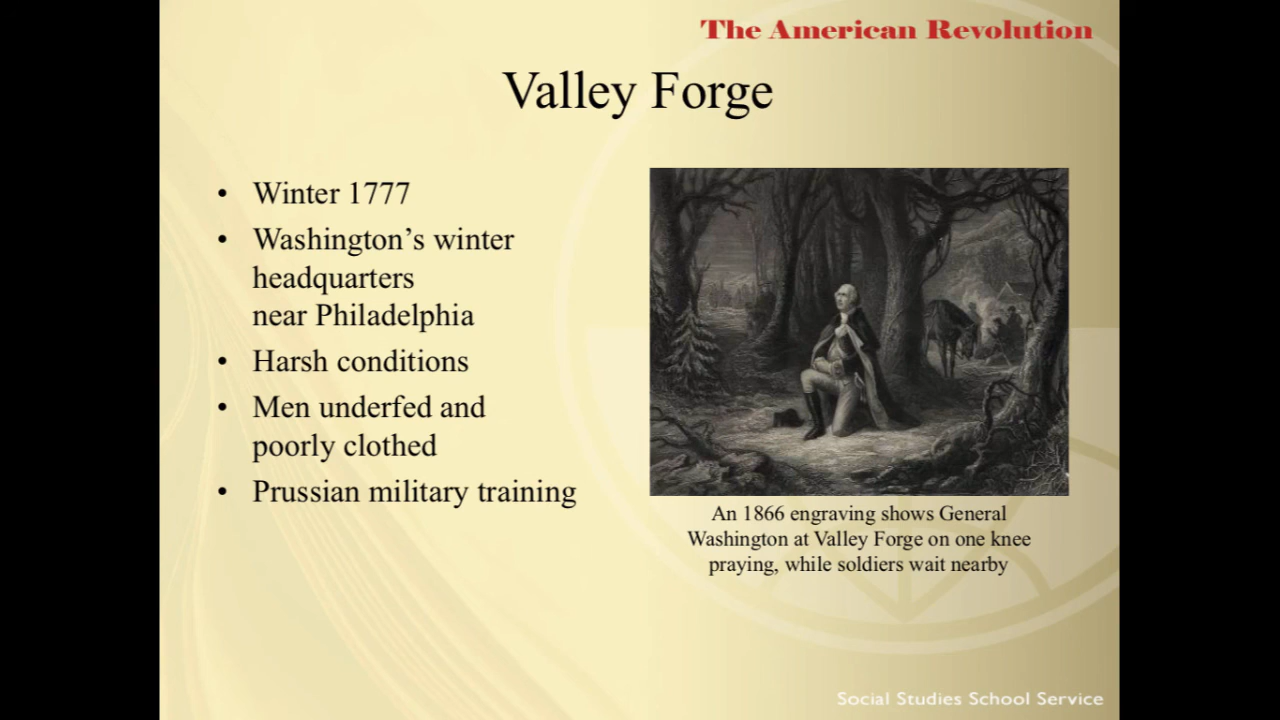 The American Revolution
Valley Forge
• Winter 1777
• Washington’s winter
headquarters
near Philadelphia
• Harsh conditions
• Men underfed and
poorly clothed
• Prussian military training
An 1866 engraving shows General
Washington at Valley Forge on one knee
praying, while soldiers wait nearby
Social Studies School Service